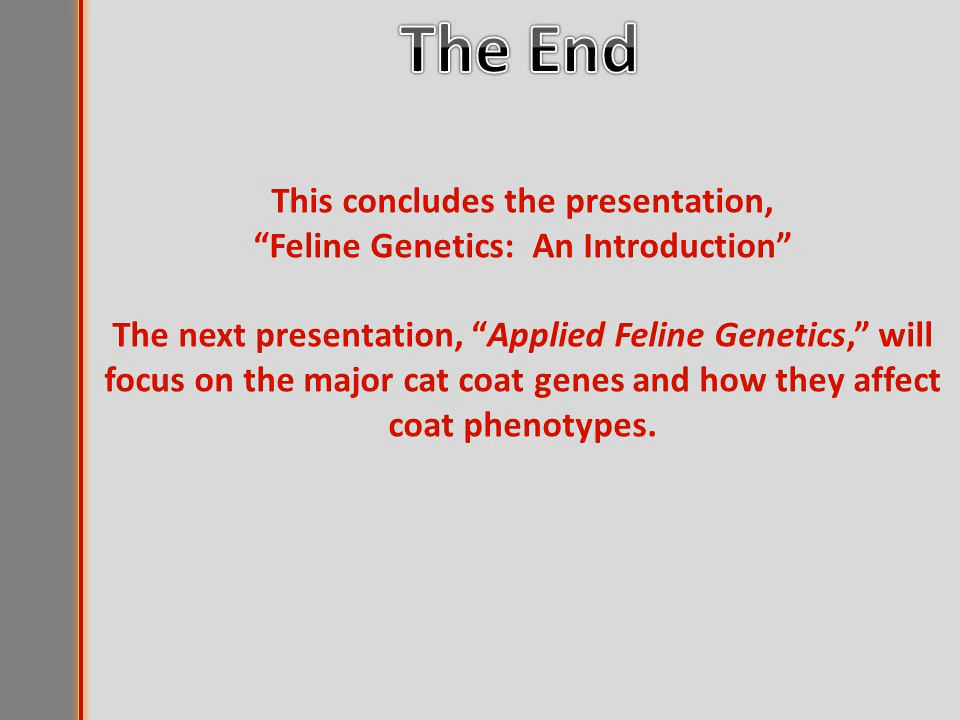 The End
This concludes the presentation,
“Feline Genetics:  An Introduction”
The next presentation, “Applied Feline Genetics,” will
focus on the major cat coat genes and how they affect
coat phenotypes.